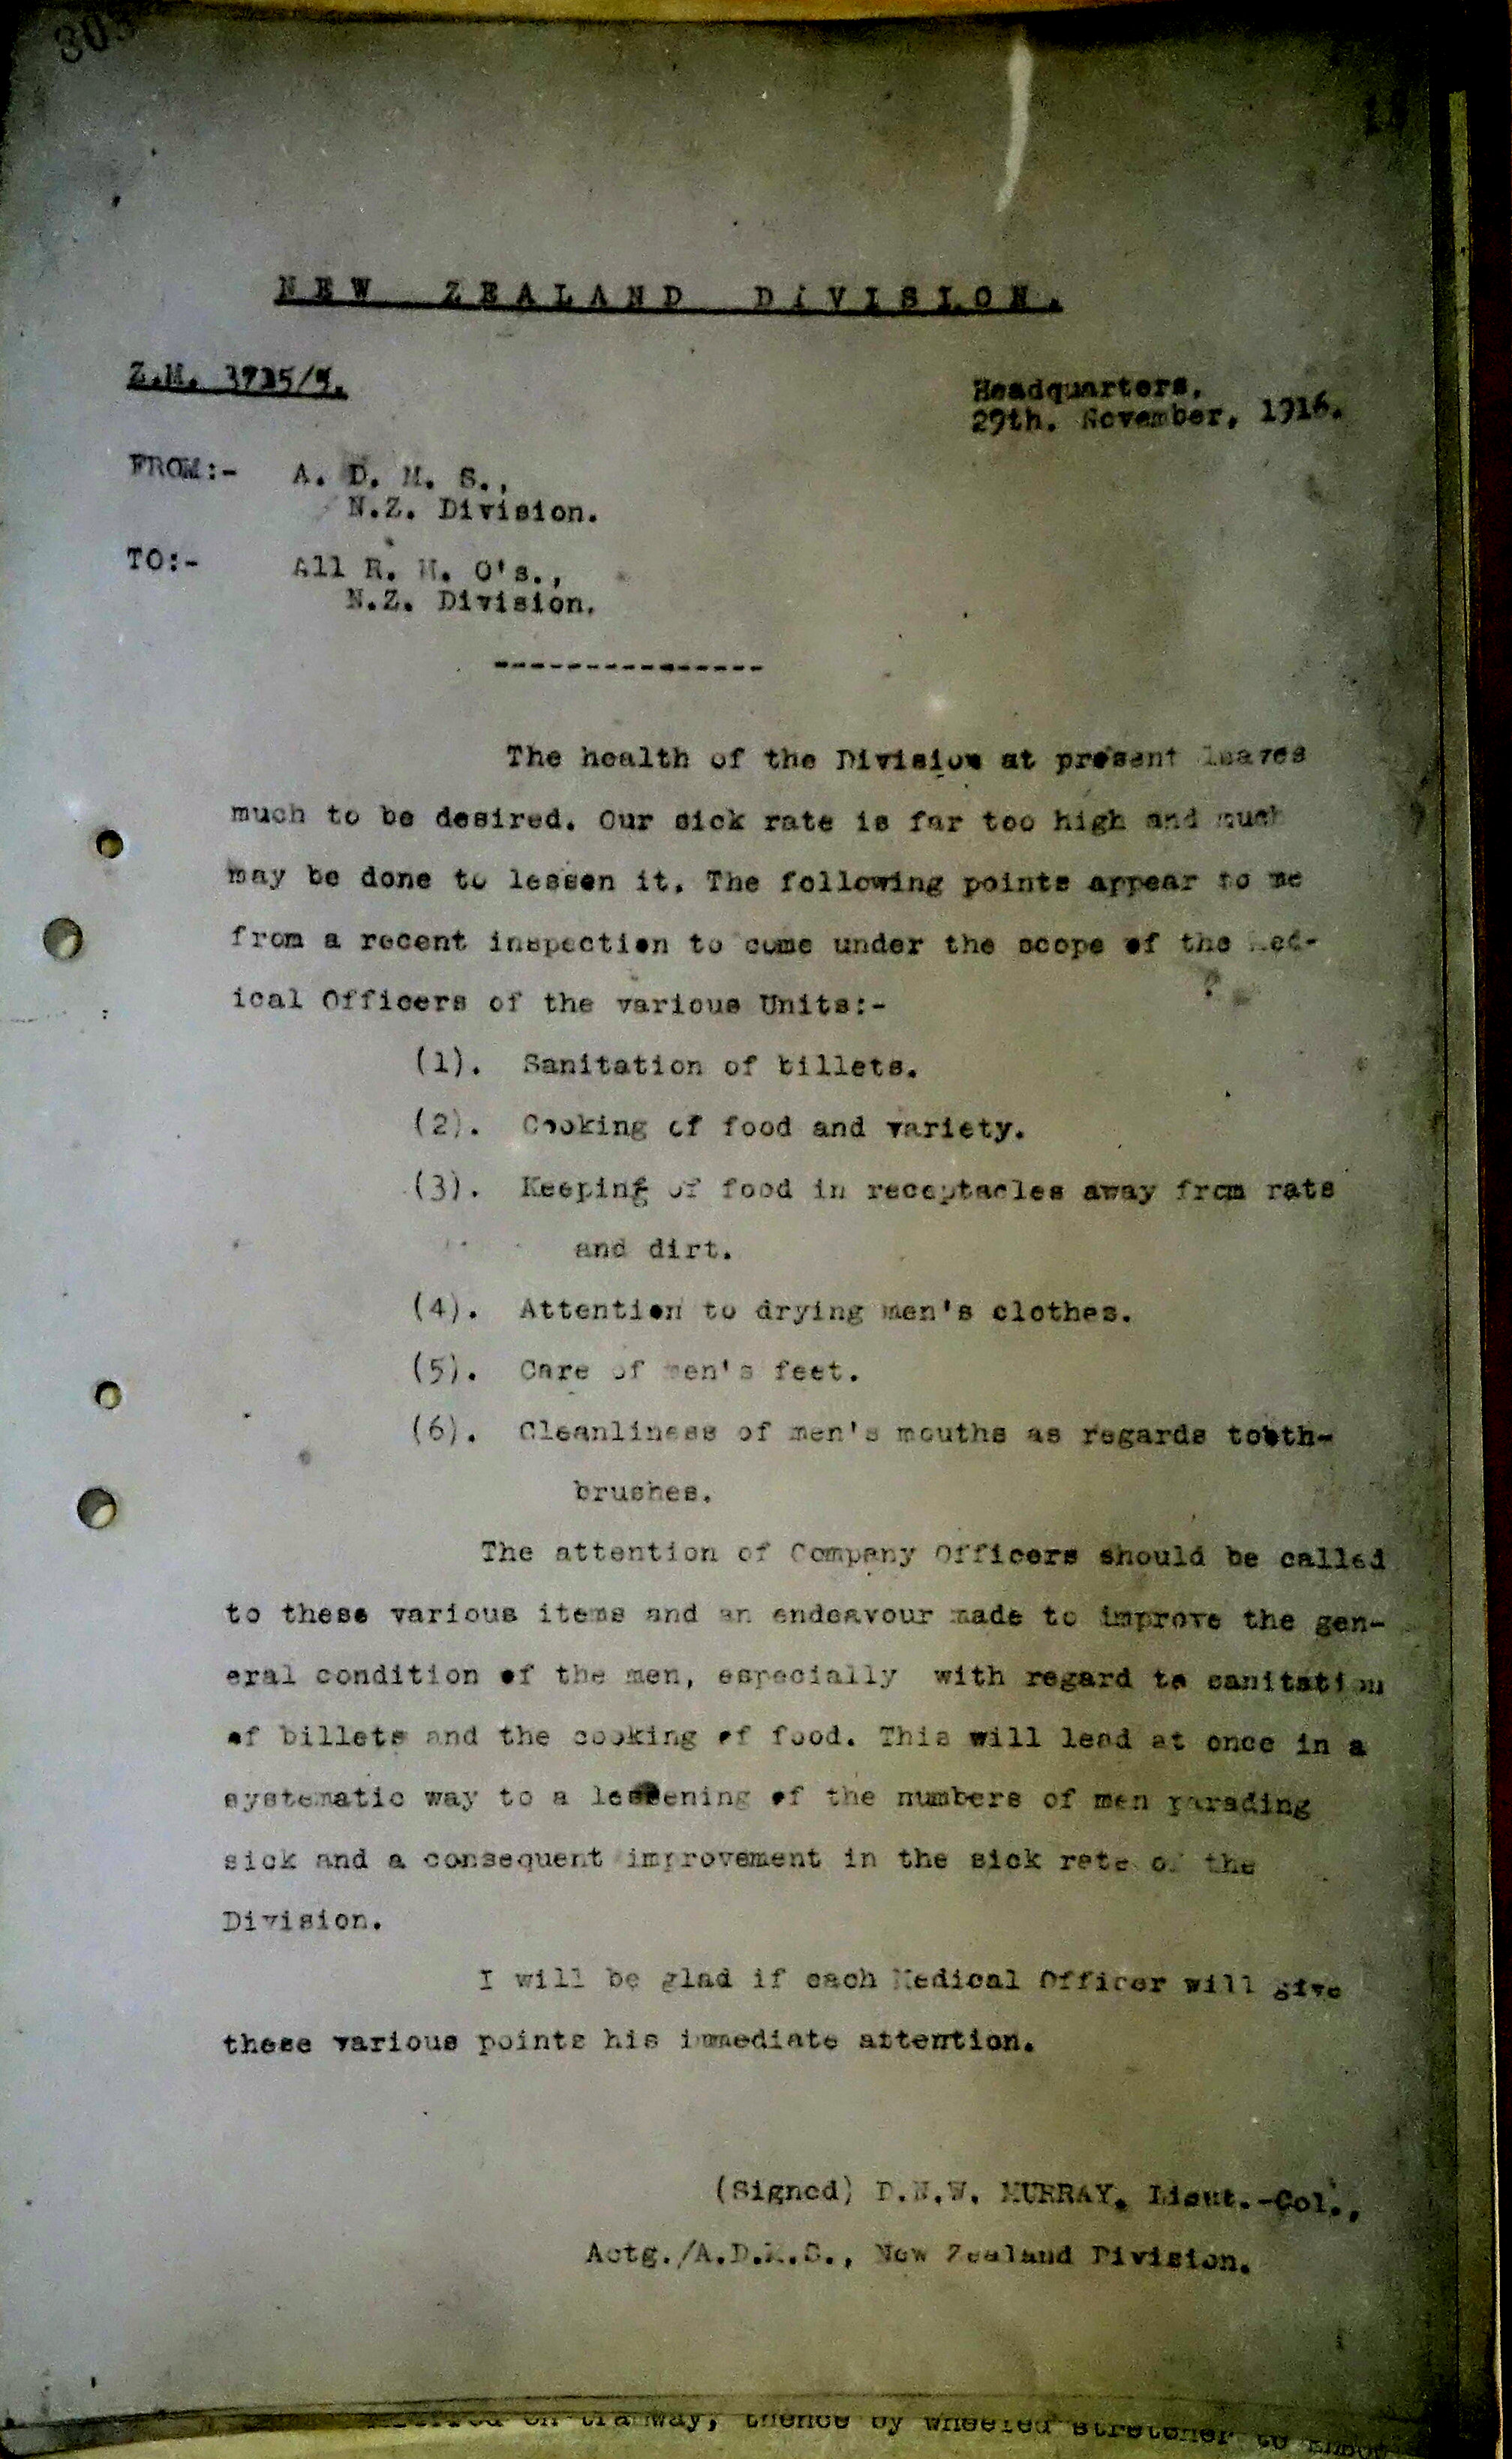 NEW ZEALAND DIVISION.
Z.M.
Headquarters,
29th. November, 1916.
FROM:- A. D. M. S.,
N.Z. Division.
TO:- All R. M. O's.,
N.Z. Division.
---------------
The health of the Division at present leaves
much to be desired. Our sick rate is far too high and much
may be done to lessen it. The following points appear to me
from a recent inspection to come under the scope of the Med-
ical Officers of the various Units:-
(1). Sanitation of billets.
(2). Cooking of food and variety.
(3). Keeping of food in receptacles away from rats
and dirt.
(4). Attention to drying men's clothes.
(5). Care of men's feet.
(6). Cleanliness of men's mouths as regards tooth-
brushes.
The attention of Company Officers should be called
to these various items and an endeavour made to improve the gen-
eral condition of the men, especially with regard to sanitation
of billets and the cooking of food. This will lead at once in a
systematic way to a lessening of the numbers of men parading
sick and a consequent improvement in the sick rate of the
Division.
I will be glad if each Medical Officer will give
these various points his immediate attention.
(Signed) D.N.W. MURRAY. Lieut.-Col.,
Actg./A.D.M.S., New Zealand Division.
on tramway, thence by wheeled stretcher to